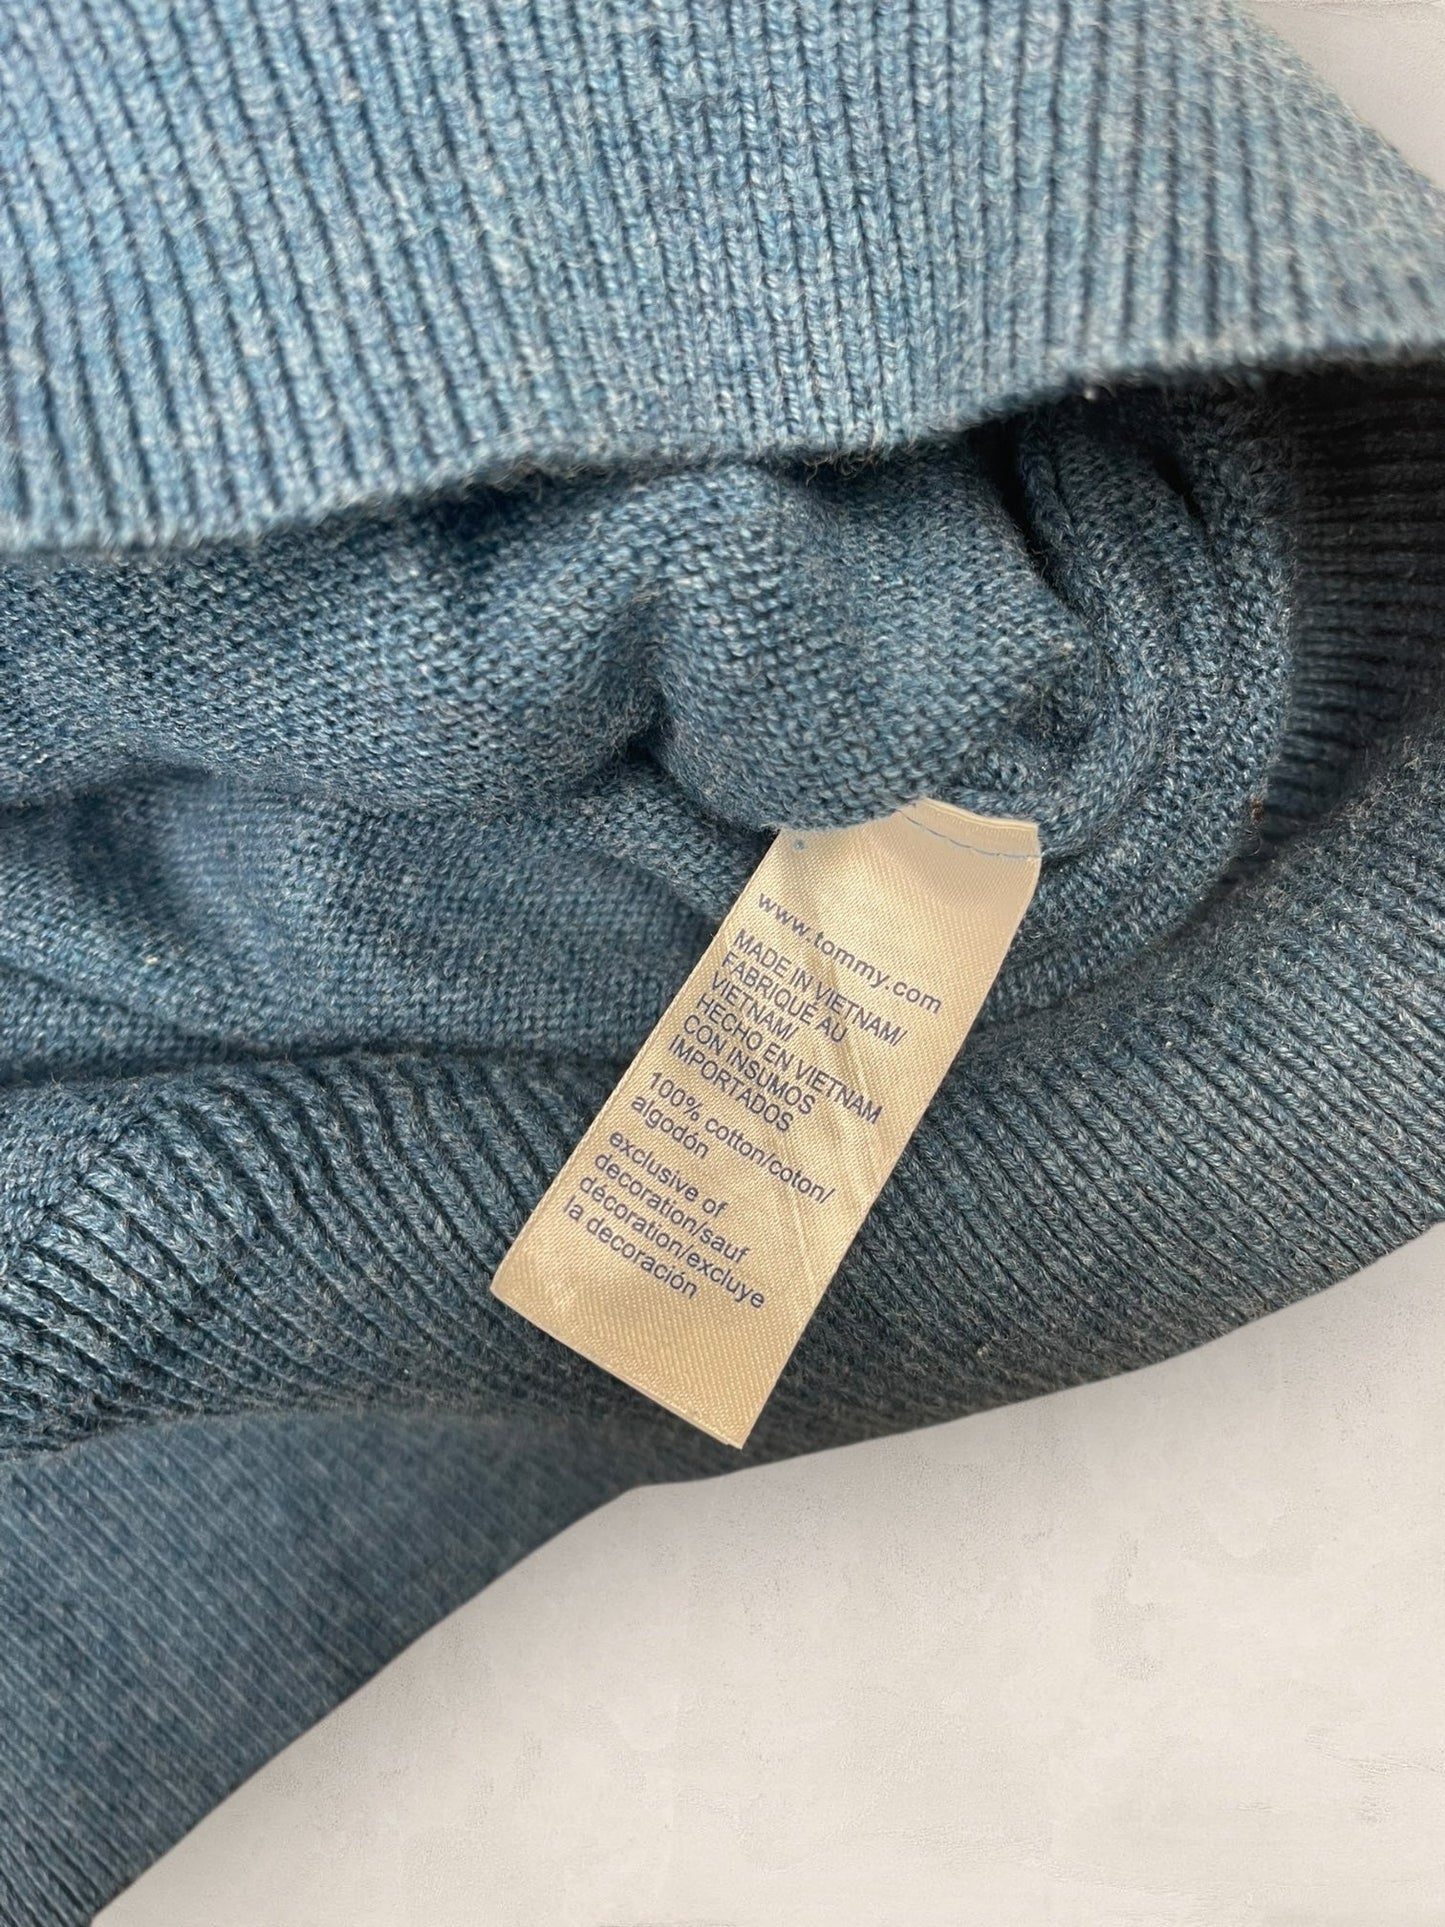 www.tommy.com
MADE IN VIETNAM/
FABRIQUE AU
VIETNAM/
HECHO EN VIETNAM
CON INSUMOS
IMPORTADOS
100% cotton/coton/
algodón
exclusive of
decoration/sauf
décoration/excluye
la decoración